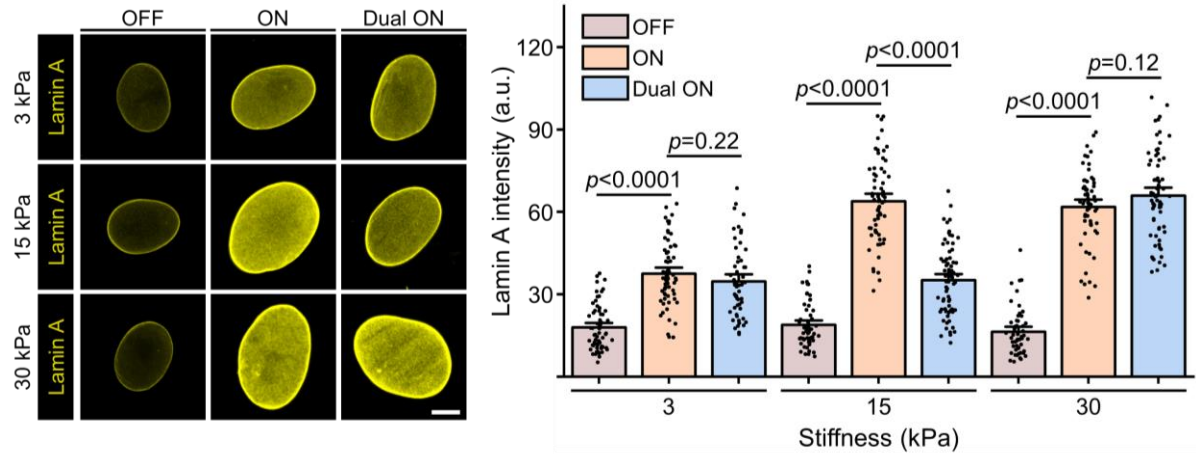 OFF ON Dual ON
3 kPa Lamin A
15 kPa Lamin A
30 kPa Lamin A
Lamin A intensity (a.u.)
120
90
60
30
OFF
ON
Dual ON
p<0.0001
p=0.22
p<0.0001
p<0.0001
p<0.0001
p=0.12
3 15 30
Stiffness (kPa)